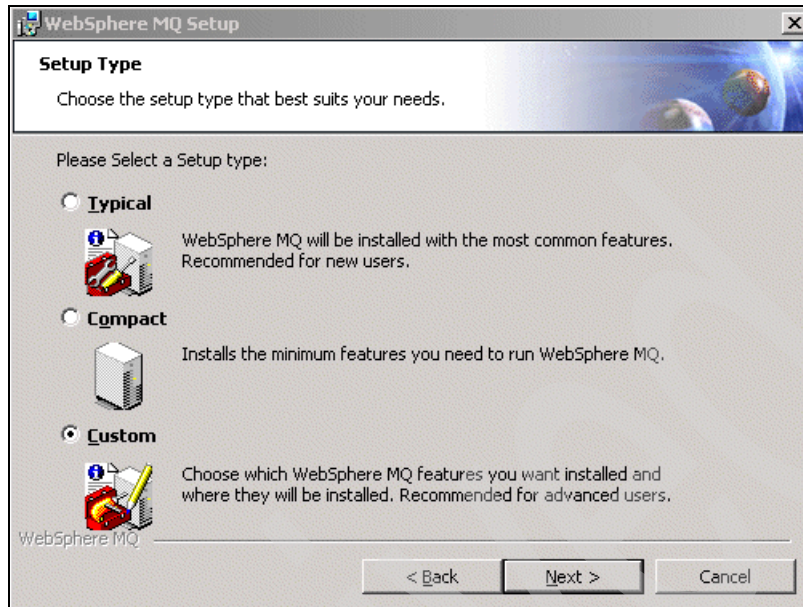 WebSphere MQ Setup
Setup Type
Choose the setup type that best suits your needs.
Please Select a Setup type:
Typical
WebSphere MQ will be installed with the most common features.
Recommended for new users.
Compact
Installs the minimum features you need to run WebSphere MQ.
Custom
Choose which WebSphere MQ features you want installed and
where they will be installed. Recommended for advanced users.
WebSphere MQ
< Back
Next >
Cancel